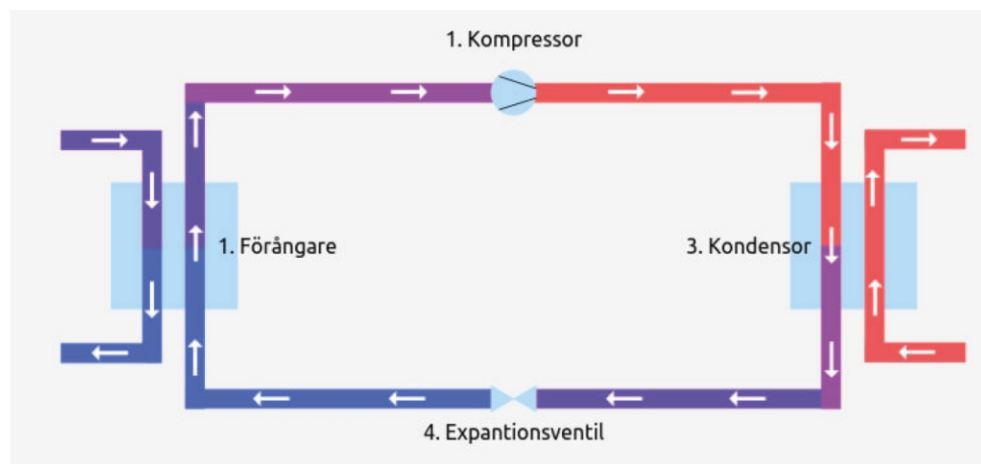 1. Kompressor
1. Förångare
3. Kondensor
4. Expantionsventil